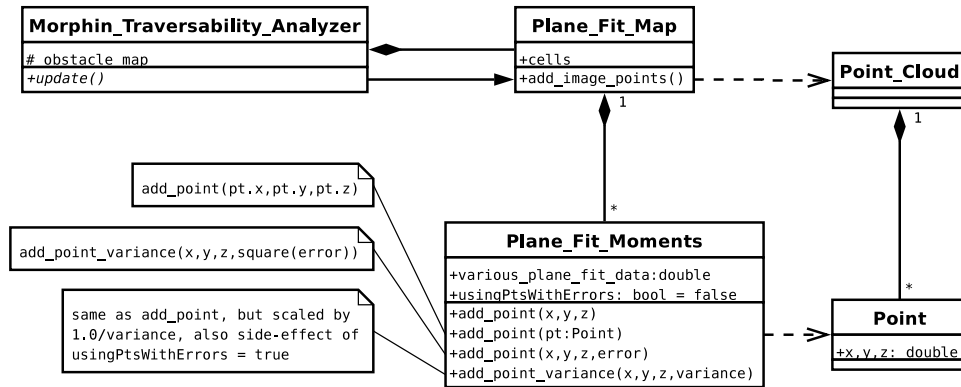 Morphin_Traversability_Analyzer
# obstacle map
+update()
Plane_Fit_Map
+cells
+add_image_points()
Point_Cloud
1
1
add_point(pt.x,pt.y,pt.z)
add_point_variance(x,y,z,square(error))
same as add_point, but scaled by
1.0/variance, also side-effect of
usingPtsWithErrors = true
*
Plane_Fit_Moments
+various_plane_fit_data:double
+usingPtsWithErrors: bool = false
+add_point(x,y,z)
+add_point(pt:Point)
+add_point(x,y,z,error)
+add_point_variance(x,y,z,variance)
*
Point
+x,y,z: double